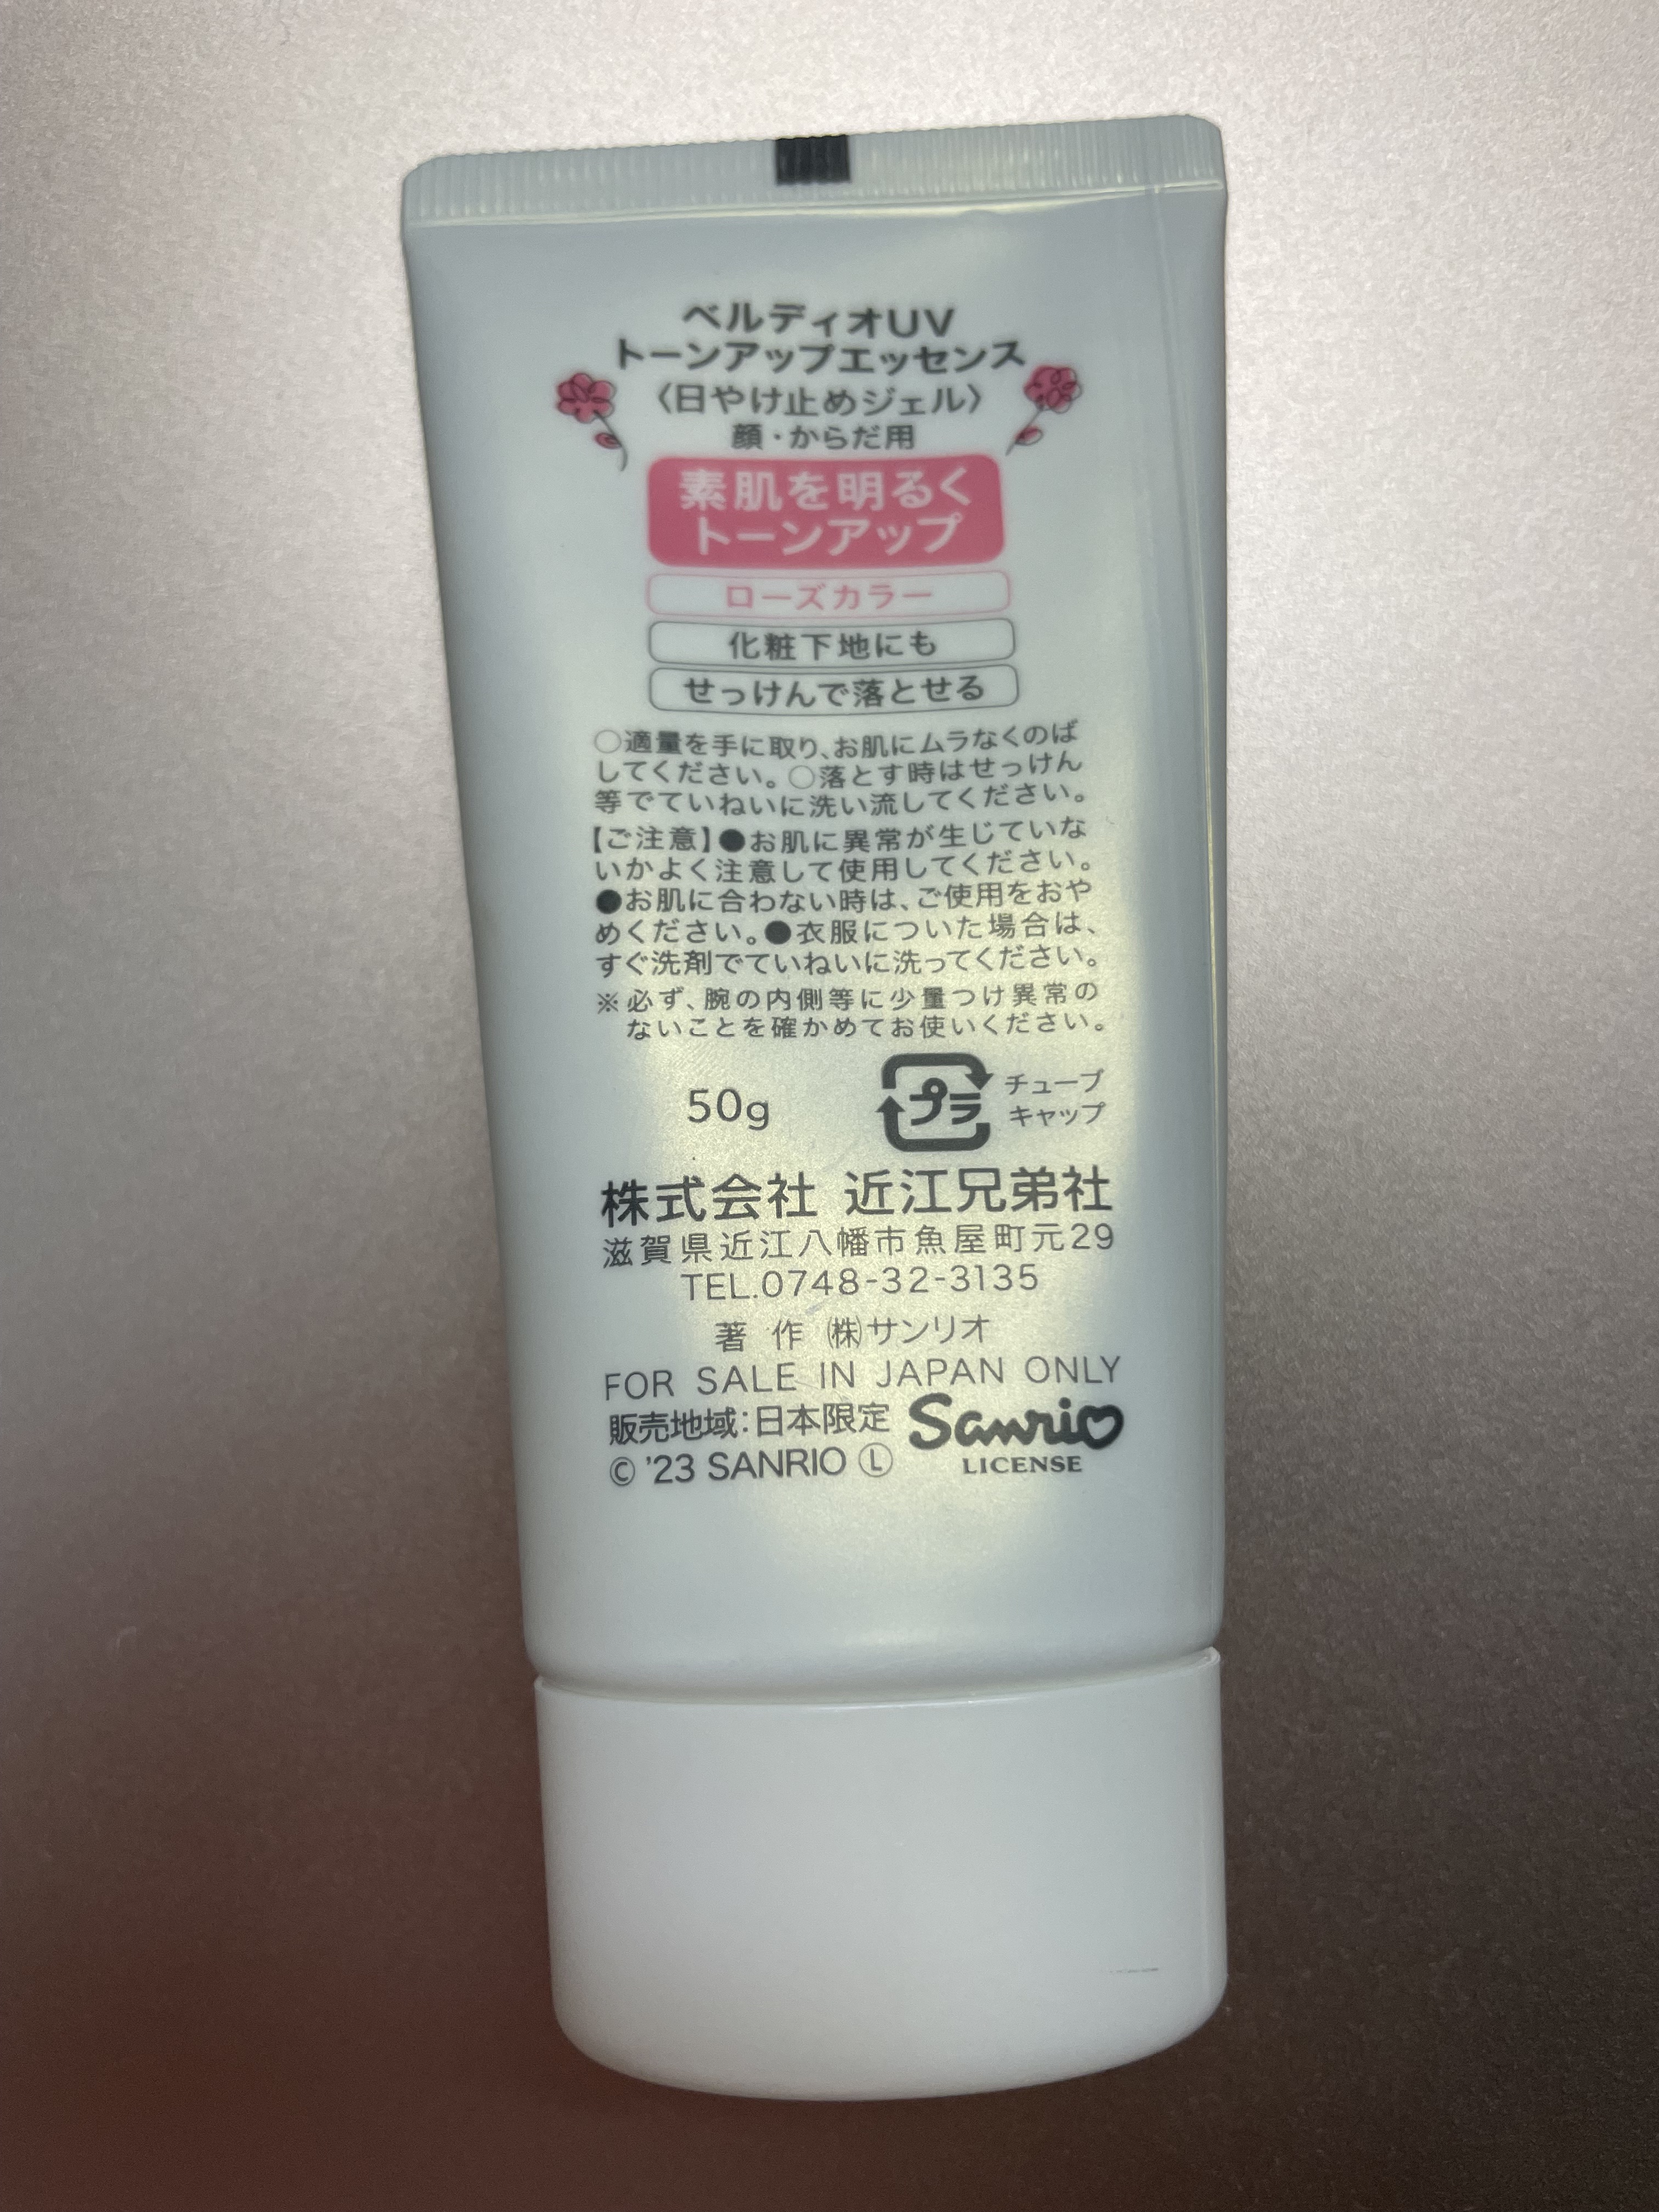 ベルディオUV
トーンアップエッセンス
〈日やけ止めジェル〉
顔・からだ用
素肌を明るく
トーンアップ
ローズカラー
化粧下地にも
せっけんで落とせる
○適量を手に取り、お肌にムラなくのば
してください。○落とす時はせっけん
等でていねいに洗い流してください。
【ご注意】●お肌に異常が生じていな
いかよく注意して使用してください。
●お肌に合わない時は、ご使用をおや
めください。●衣服についた場合は、
すぐ洗剤でていねいに洗ってください。
※必ず、腕の内側等に少量つけ異常の
ないことを確かめてお使いください。
50g
プラ
チューブ
キャップ
株式会社 近江兄弟社
滋賀県近江八幡市魚屋町元29
TEL.0748-32-3135
著 作 ㈱サンリオ
FOR SALE IN JAPAN ONLY
販売地域:日本限定
© '23 SANRIO Ⓛ
Sanrio
LICENSE